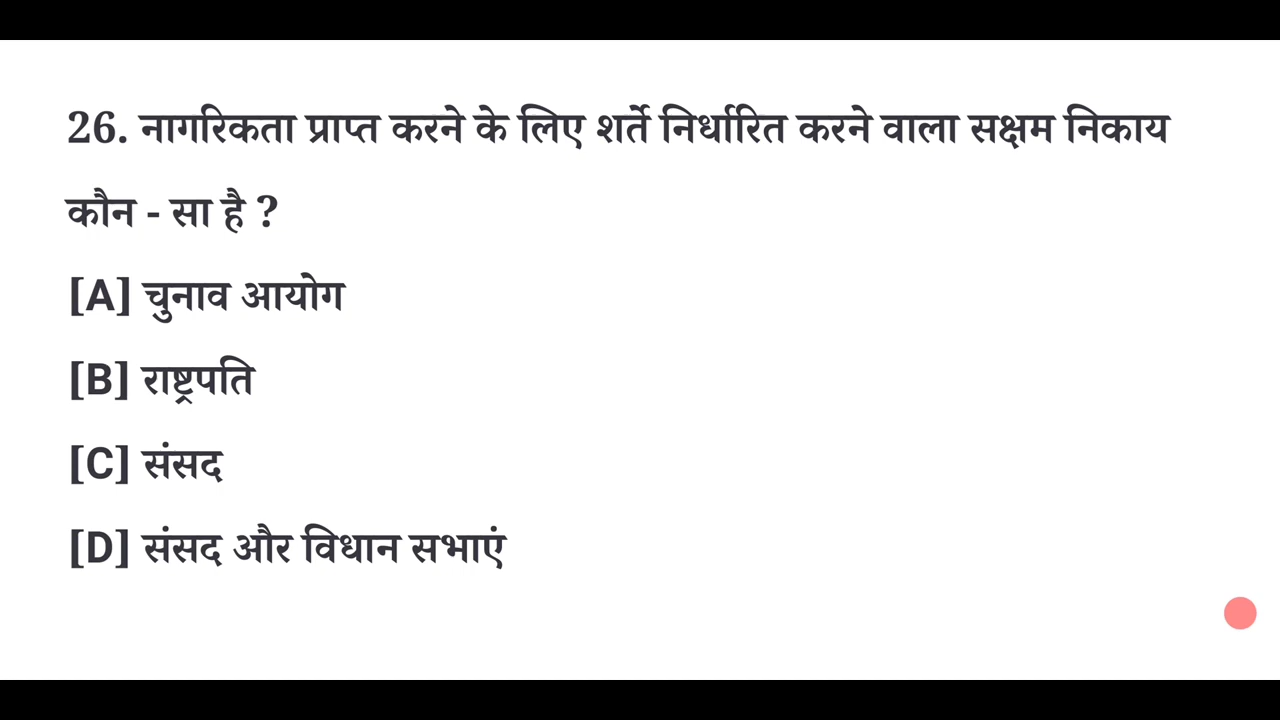 26. नागरिकता प्राप्त करने के लिए शर्ते निर्धारित करने वाला सक्षम निकाय
कौन - सा है ?
[A] चुनाव आयोग
[B] राष्ट्रपति
[C] संसद
[D] संसद और विधान सभाएं